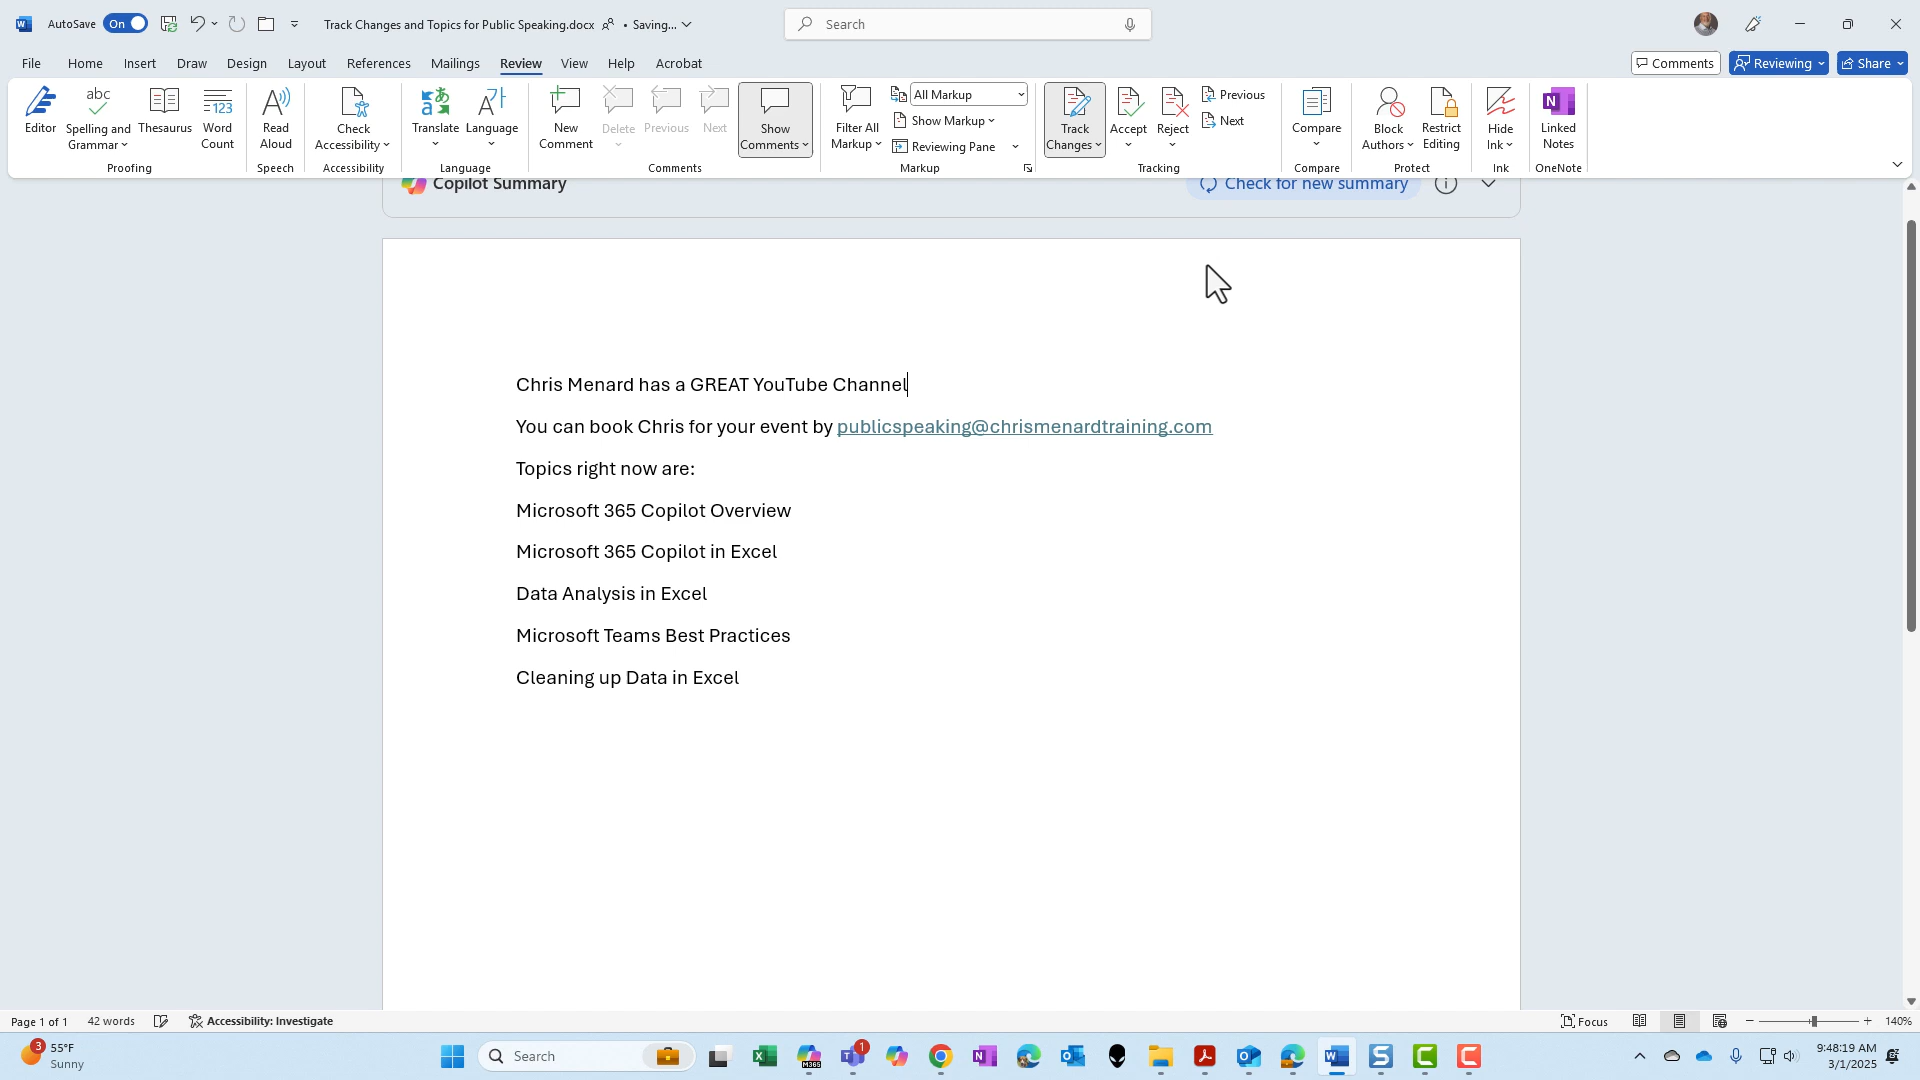 AutoSave On Track Changes and Topics for Public Speaking.docx • Saving... Search
File Home Insert Draw Design Layout References Mailings Review View Help Acrobat Comments Reviewing Share
Editor Spelling and Grammar Thesaurus Word Count Read Aloud Check Accessibility Translate Language New Comment Delete Previous Next Show Comments Filter All Markup All Markup Show Markup Reviewing Pane Track Changes Accept Reject Previous Next Compare Block Authors Restrict Editing Hide Ink Linked Notes
Proofing Speech Accessibility Language Comments Markup Tracking Compare Protect Ink OneNote
Copilot Summary Check for new summary
Chris Menard has a GREAT YouTube Channel
You can book Chris for your event by publicspeaking@chrismenardtraining.com
Topics right now are:
Microsoft 365 Copilot Overview
Microsoft 365 Copilot in Excel
Data Analysis in Excel
Microsoft Teams Best Practices
Cleaning up Data in Excel
Page 1 of 1 42 words Accessibility: Investigate Focus 140%
3 55°F Search M365 1 9:48:19 AM
Sunny 3/1/2025